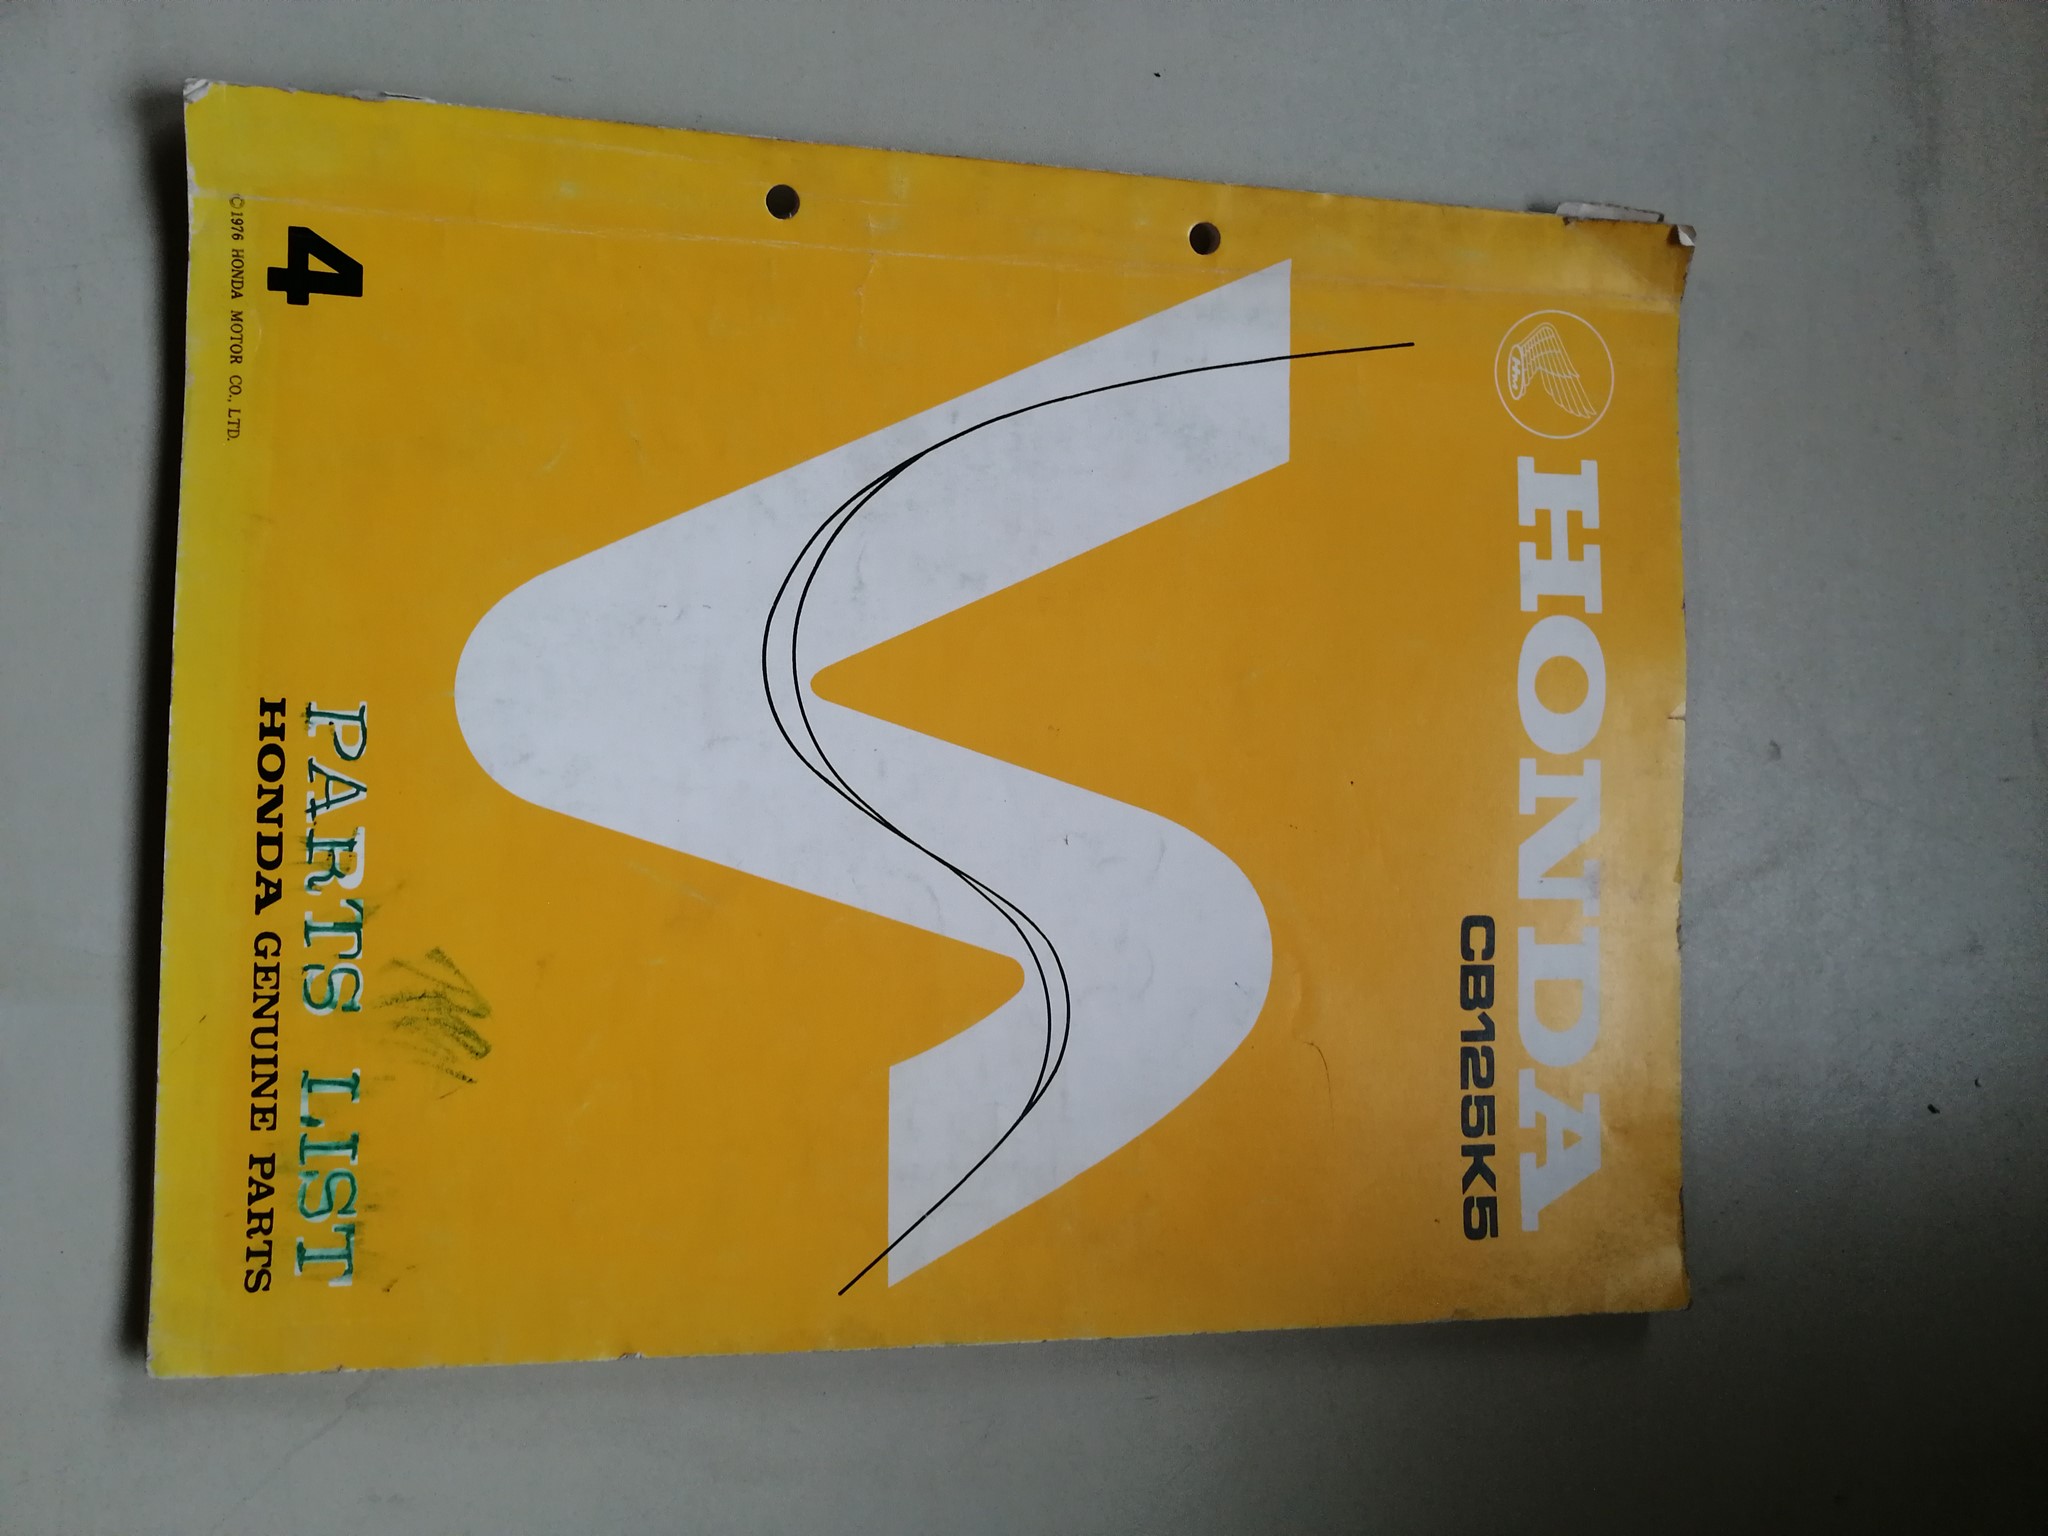 HONDA
CB125K5
4
PARTS LIST
HONDA GENUINE PARTS
©1976 HONDA MOTOR CO., LTD.